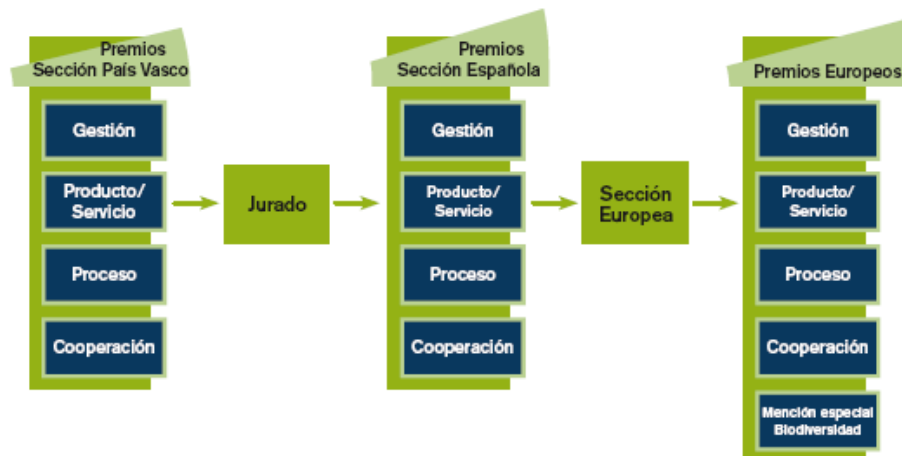 Premios
Sección País Vasco
Gestión
Producto/
Servicio
Proceso
Cooperación
Jurado
Premios
Sección Española
Gestión
Producto/
Servicio
Proceso
Cooperación
Sección
Europea
Premios Europeos
Gestión
Producto/
Servicio
Proceso
Cooperación
Mención especial
Biodiversidad